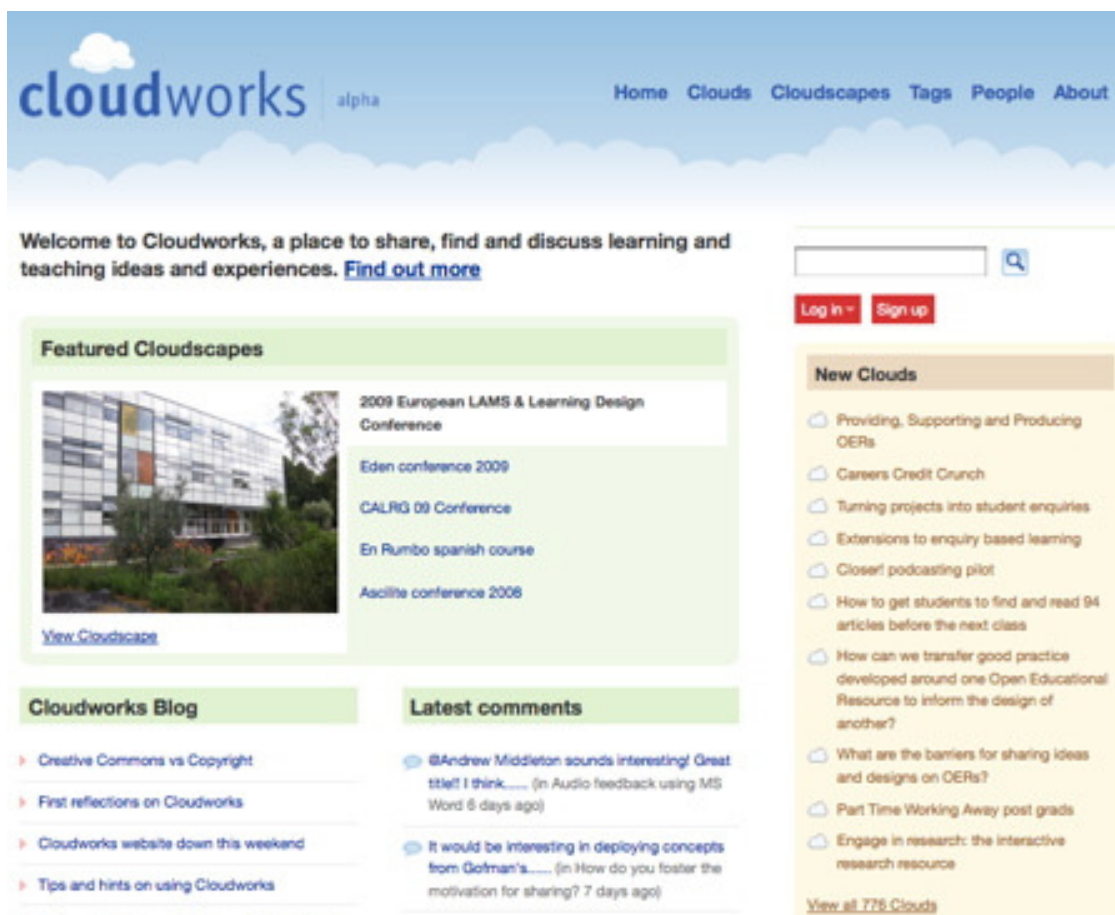 cloudworks alpha
Home Clouds Cloudscapes Tags People About
Welcome to Cloudworks, a place to share, find and discuss learning and
teaching ideas and experiences. Find out more
Log in Sign up
Featured Cloudscapes
2009 European LAMS & Learning Design
Conference
Eden conference 2009
CALRG 09 Conference
En Rumbo spanish course
Ascilite conference 2008
View Cloudscape
Cloudworks Blog
Creative Commons vs Copyright
First reflections on Cloudworks
Cloudworks website down this weekend
Tips and hints on using Cloudworks
Latest comments
@Andrew Middleton sounds interesting! Great
title!! I think...... (in Audio feedback using MS
Word 6 days ago)
It would be interesting in deploying concepts
from Gofman's...... (in How do you foster the
motivation for sharing? 7 days ago)
New Clouds
Providing, Supporting and Producing
OERs
Careers Credit Crunch
Turning projects into student enquiries
Extensions to enquiry based learning
Closer! podcasting pilot
How to get students to find and read 94
articles before the next class
How can we transfer good practice
developed around one Open Educational
Resource to inform the design of
another?
What are the barriers for sharing ideas
and designs on OERs?
Part Time Working Away post grads
Engage in research: the interactive
research resource
View all 778 Clouds